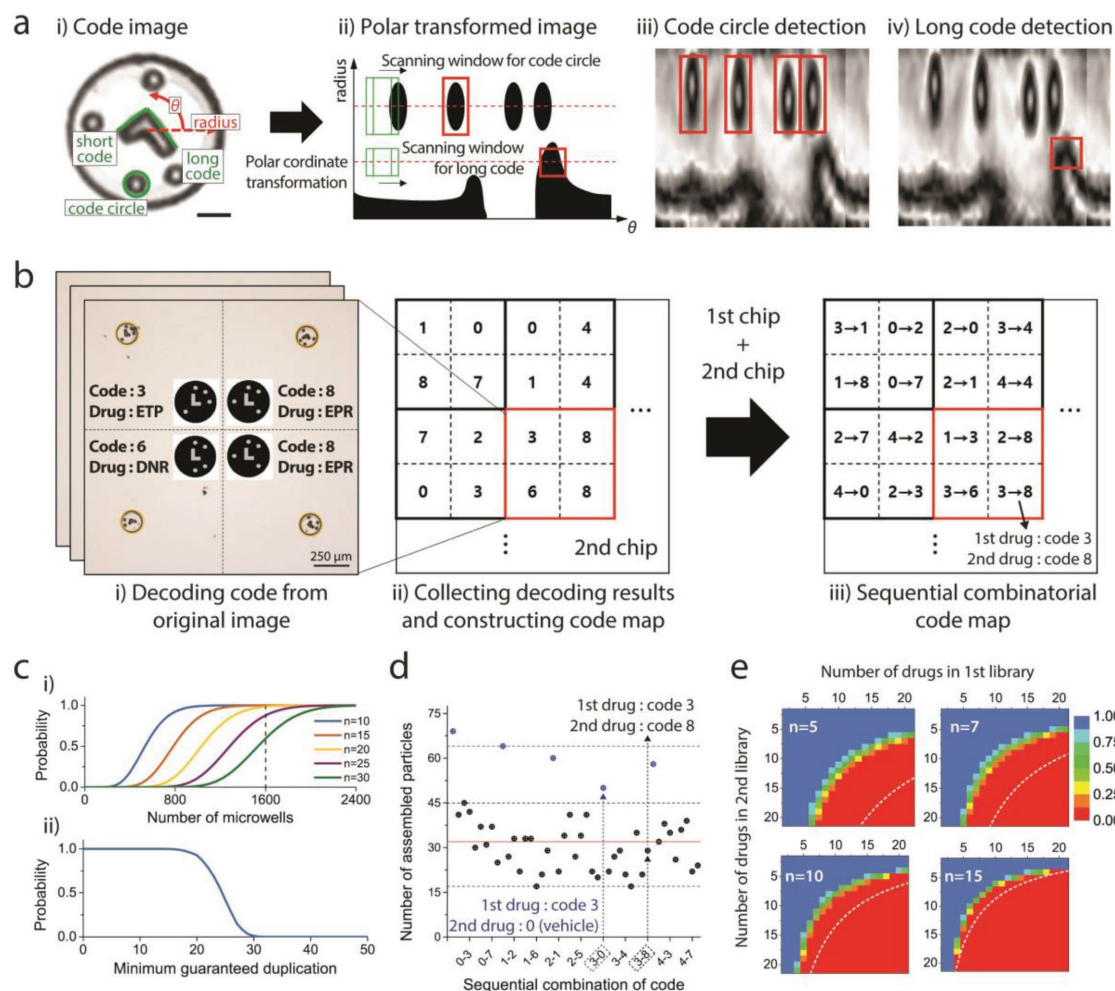 a
i) Code image
θ
radius
short
code
long
code
code circle
Polar cordinate
transformation
ii) Polar transformed image
radius
Scanning window for code circle
Scanning window
for long code
θ
iii) Code circle detection
iv) Long code detection
b
Code : 3
Drug : ETP
Code : 8
Drug : EPR
Code : 6
Drug : DNR
Code : 8
Drug : EPR
250 μm
i) Decoding code from
original image
1 0 0 4
8 7 1 4
7 2 3 8
0 3 6 8
...
⋮
2nd chip
ii) Collecting decoding results
and constructing code map
1st chip
+
2nd chip
3→1 0→2 2→0 3→4
1→8 0→7 2→1 4→4
2→7 4→2 1→3 2→8
4→0 2→3 3→6 3→8
...
⋮
1st drug : code 3
2nd drug : code 8
iii) Sequential combinatorial
code map
c
i)
Probability
1.0
0.5
0.0
n=10
n=15
n=20
n=25
n=30
0 800 1600 2400
Number of microwells
ii)
Probability
1.0
0.5
0.0
0 10 20 30 40 50
Minimum guaranteed duplication
d
Number of assembled particles
75
60
45
30
15
0
1st drug : code 3
2nd drug : code 8
1st drug : code 3
2nd drug : 0 (vehicle)
0-3 0-7 1-2 1-6 2-1 2-5 3-0 3-4 3-8 4-3 4-7
Sequential combination of code
e
Number of drugs in 1st library
Number of drugs in 2nd library
5 10 15 20
5 10 15 20
5
10
15
20
n=5
n=7
5
10
15
20
n=10
n=15
1.00
0.75
0.50
0.25
0.00